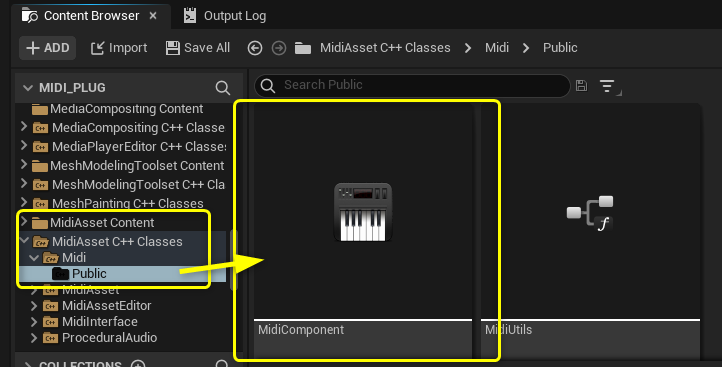 Content Browser
Output Log
ADD
Import
Save All
MidiAsset C++ Classes
Midi
Public
MIDI_PLUG
Search Public
MediaCompositing Content
MediaCompositing C++ Classe
MediaPlayerEditor C++ Classes
MeshModelingToolset Content
MeshModelingToolset C++ Cla
MeshPainting C++ Classes
MidiAsset Content
MidiAsset C++ Classes
Midi
Public
MidiAsset
MidiAssetEditor
MidiInterface
ProceduralAudio
COLLECTIONS
MidiComponent
MidiUtils